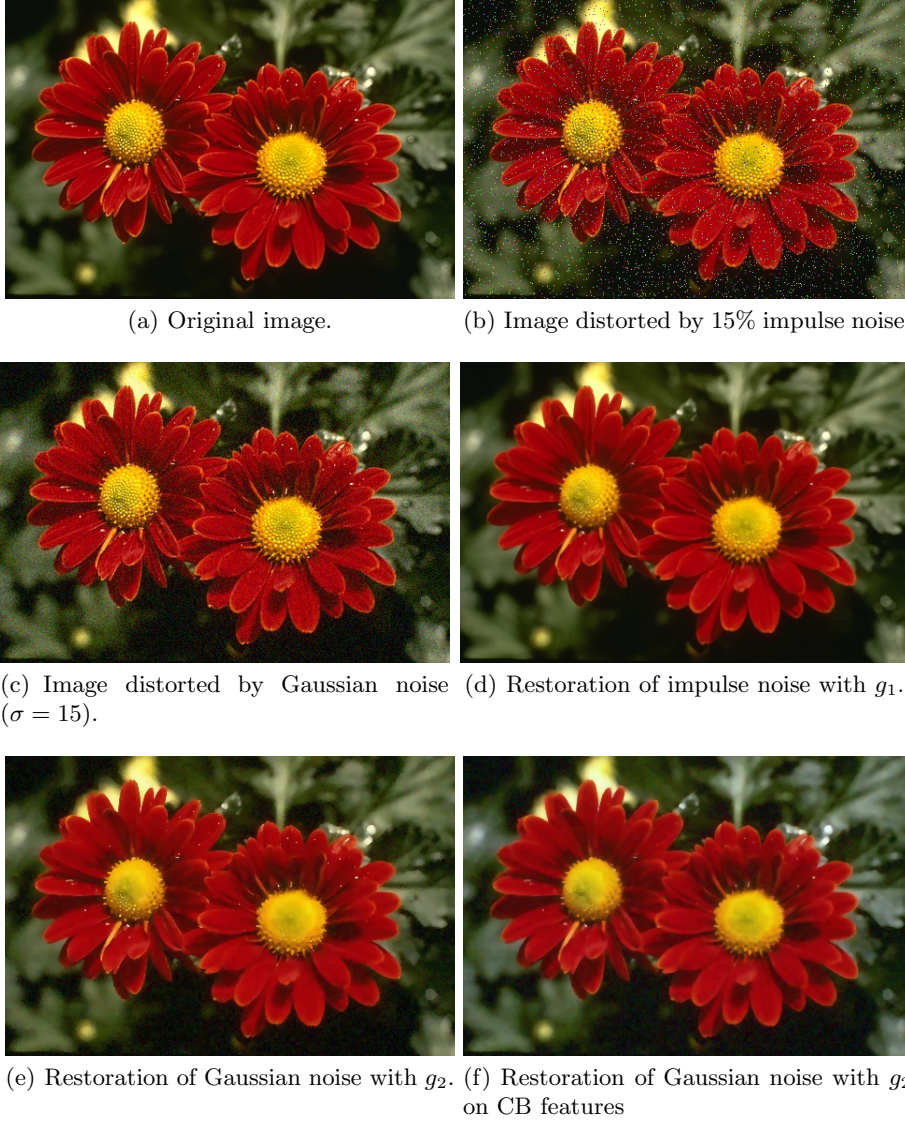 (a) Original image.
(b) Image distorted by 15% impulse noise
(c) Image distorted by Gaussian noise
(σ = 15).
(d) Restoration of impulse noise with g₁.
(e) Restoration of Gaussian noise with g₂.
(f) Restoration of Gaussian noise with g₂
on CB features